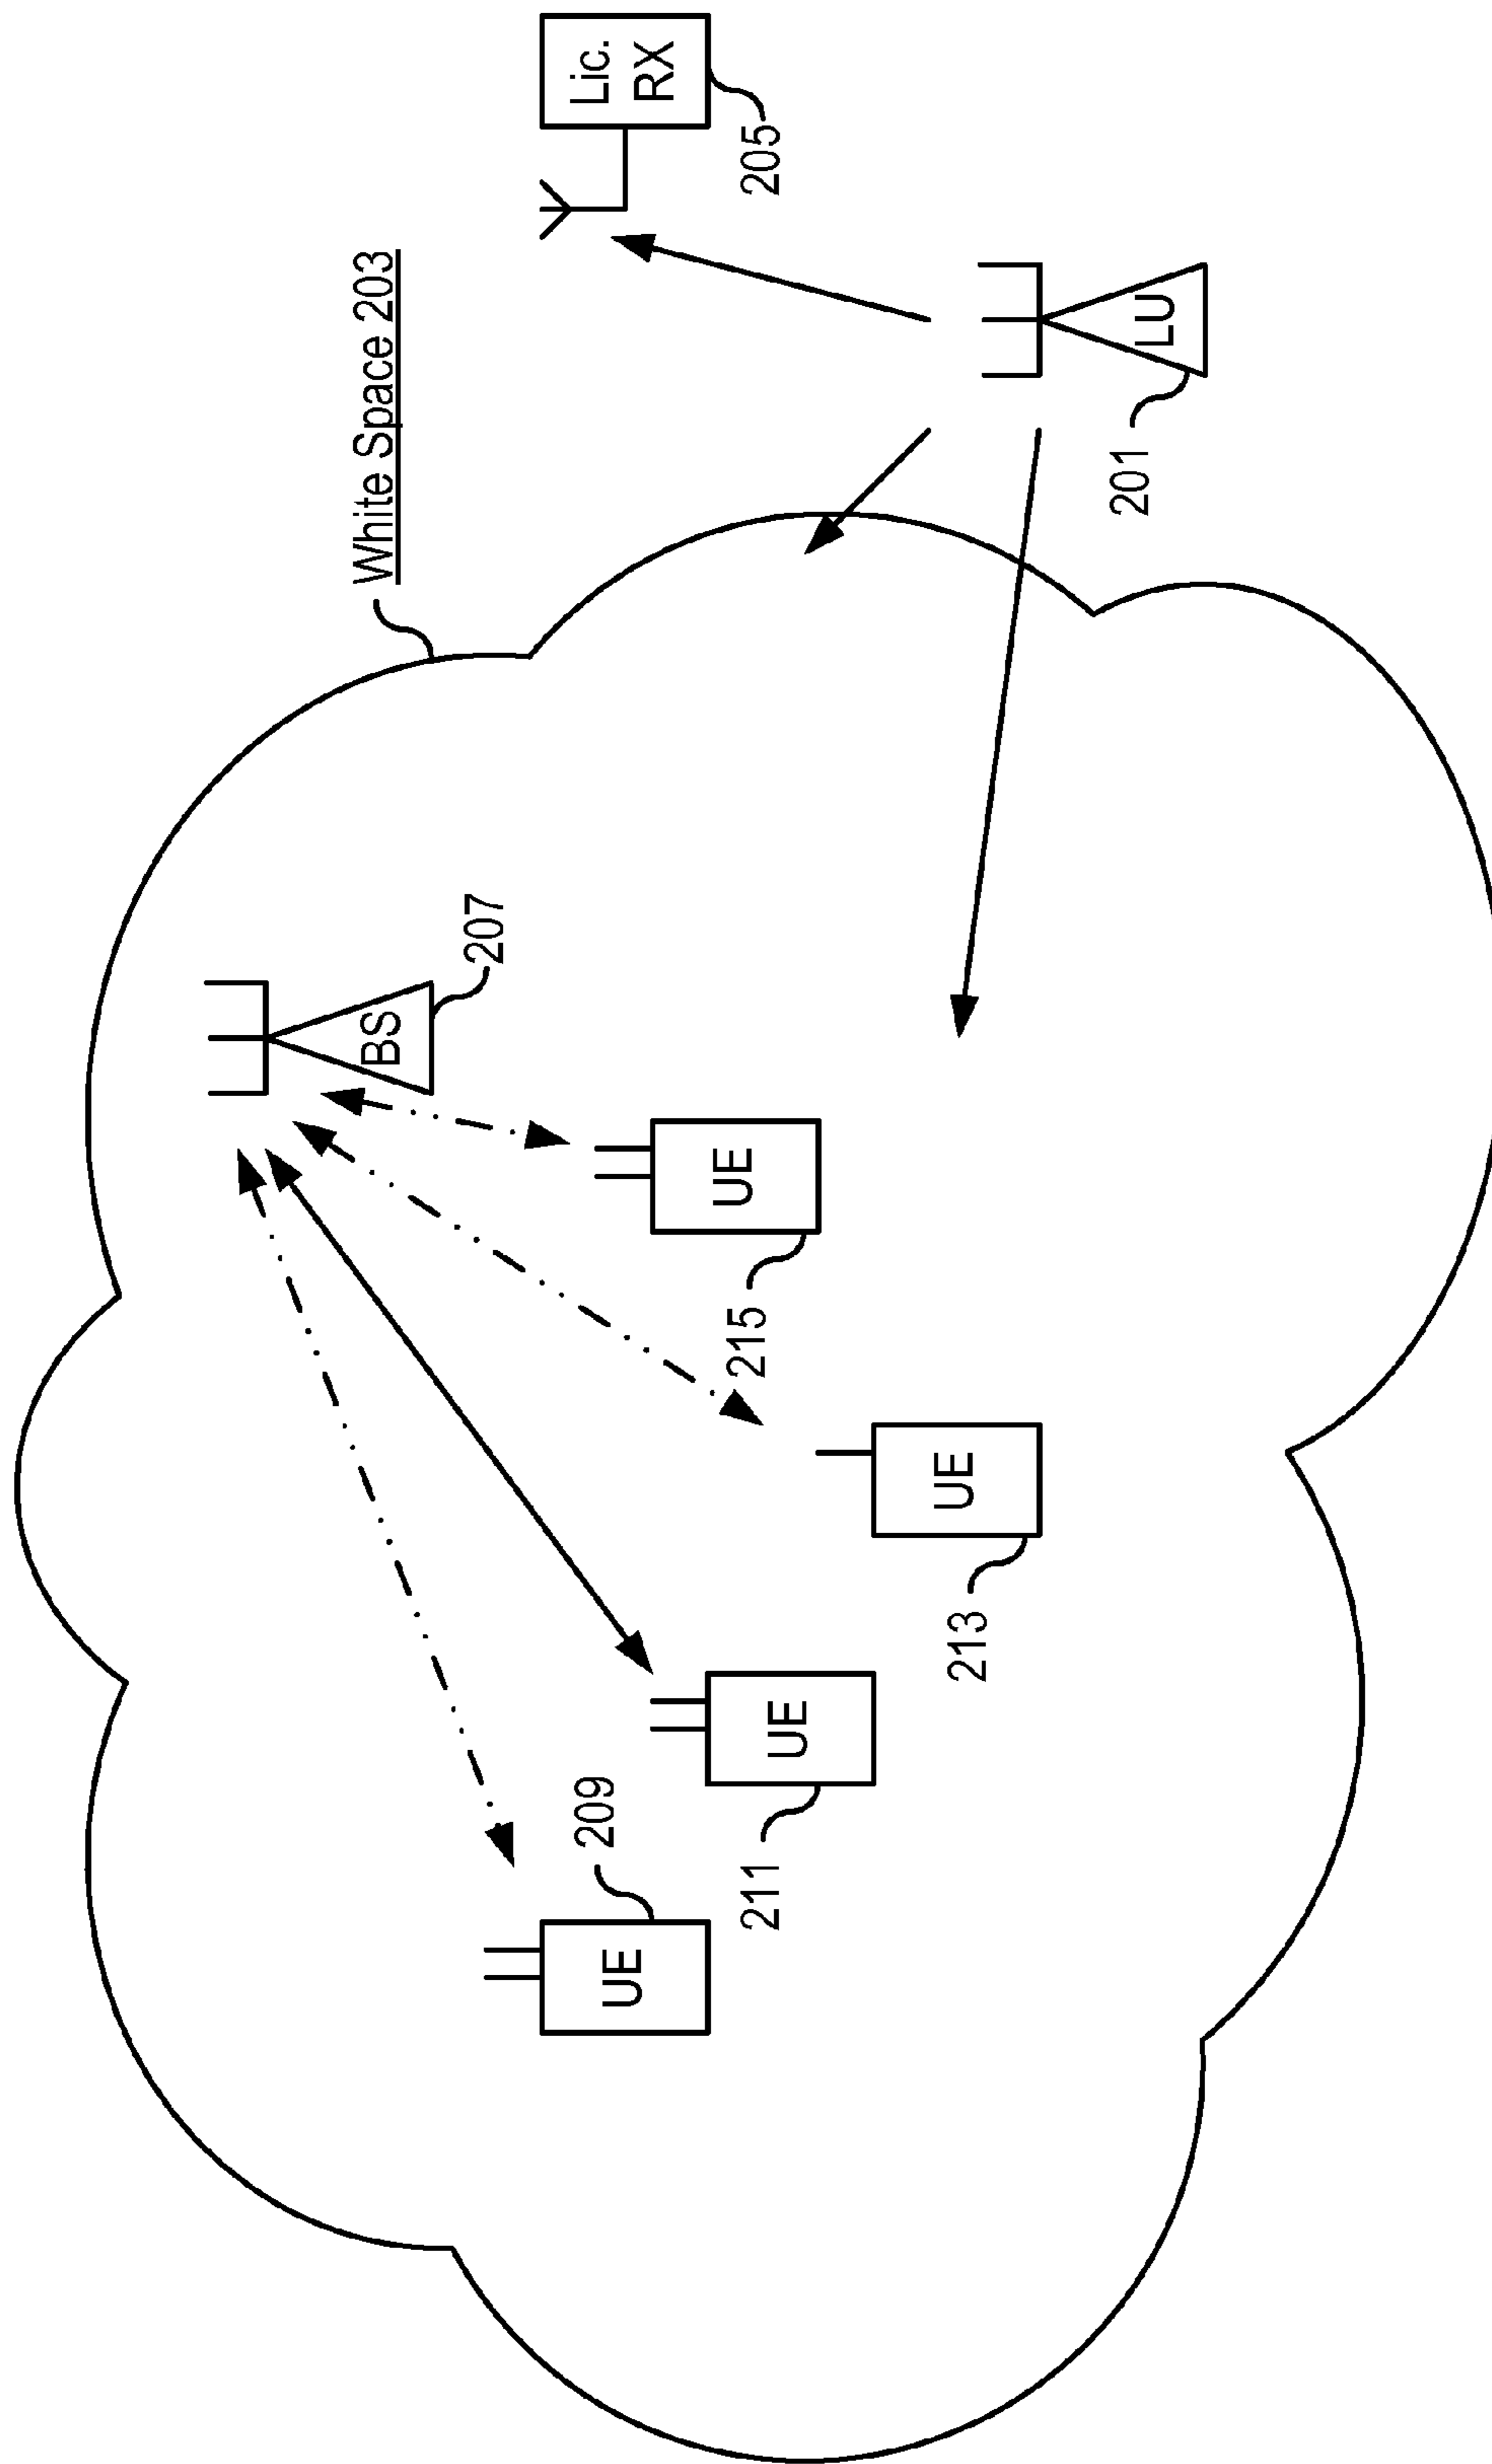 White Space 203
BS
207
Lic.
RX
205
209
UE
215
UE
211
UE
213
UE
201
LU